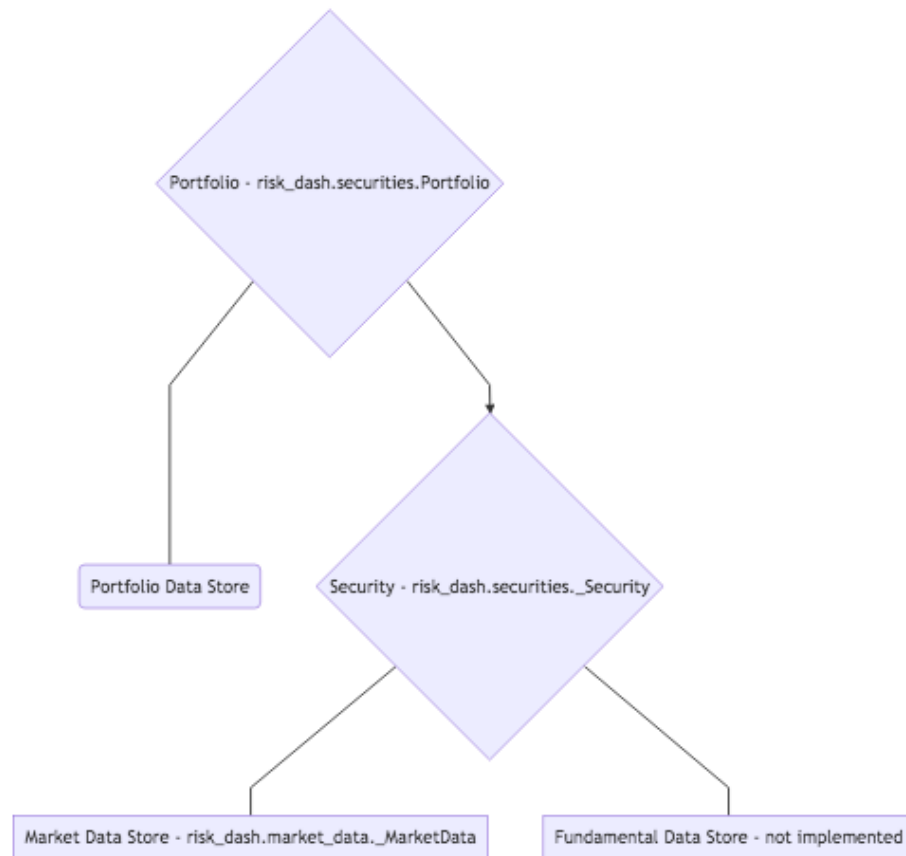 Portfolio - risk_dash.securities.Portfolio
Portfolio Data Store
Security - risk_dash.securities._Security
Market Data Store - risk_dash.market_data._MarketData
Fundamental Data Store - not implemented